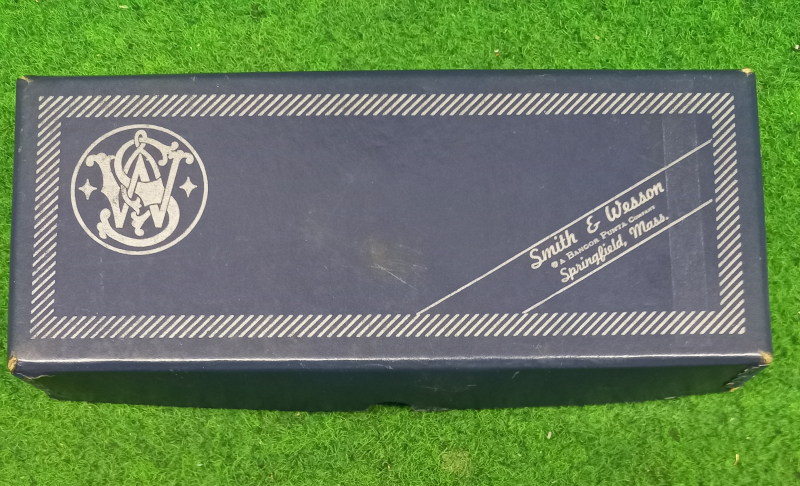 S&W
Smith & Wesson
A BANGOR PUNTA COMPANY
Springfield, Mass.